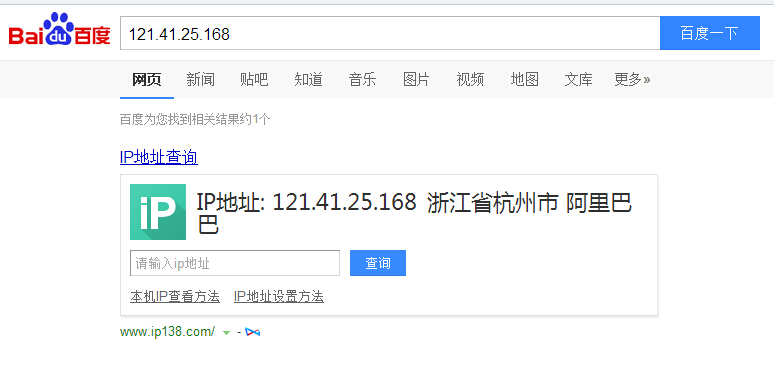 Bai du 百度 121.41.25.168 百度一下
网页 新闻 贴吧 知道 音乐 图片 视频 地图 文库 更多»
百度为您找到相关结果约1个
IP地址查询
iP IP地址: 121.41.25.168 浙江省杭州市 阿里巴
巴
请输入ip地址 查询
本机IP查看方法 IP地址设置方法
www.ip138.com/ -